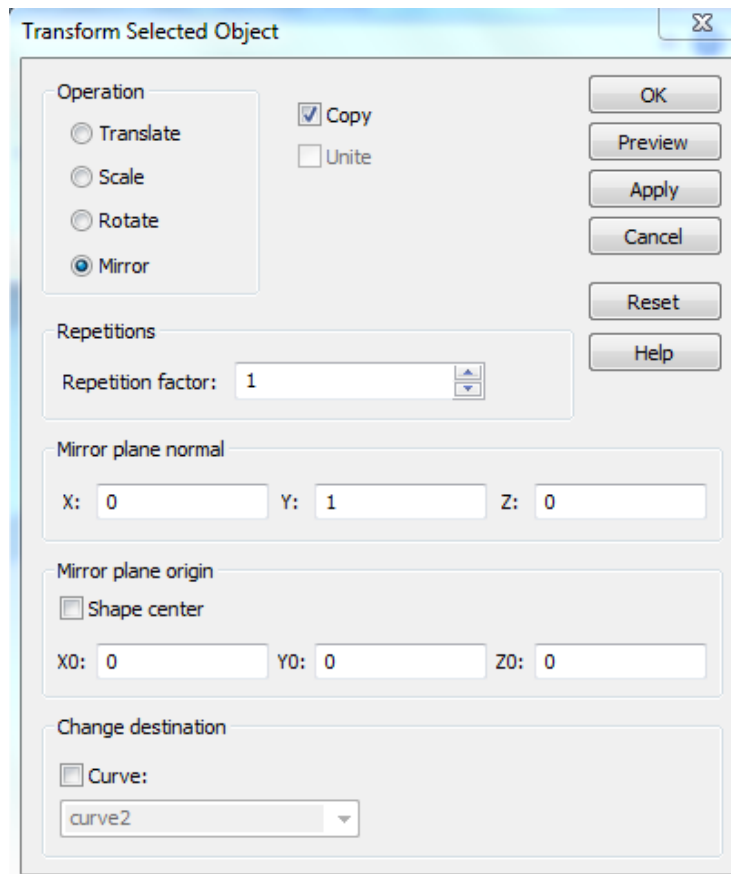 Transform Selected Object
Operation
Translate
Scale
Rotate
Mirror
Copy
Unite
OK
Preview
Apply
Cancel
Reset
Help
Repetitions
Repetition factor: 1
Mirror plane normal
X: 0 Y: 1 Z: 0
Mirror plane origin
Shape center
X0: 0 Y0: 0 Z0: 0
Change destination
Curve:
curve2